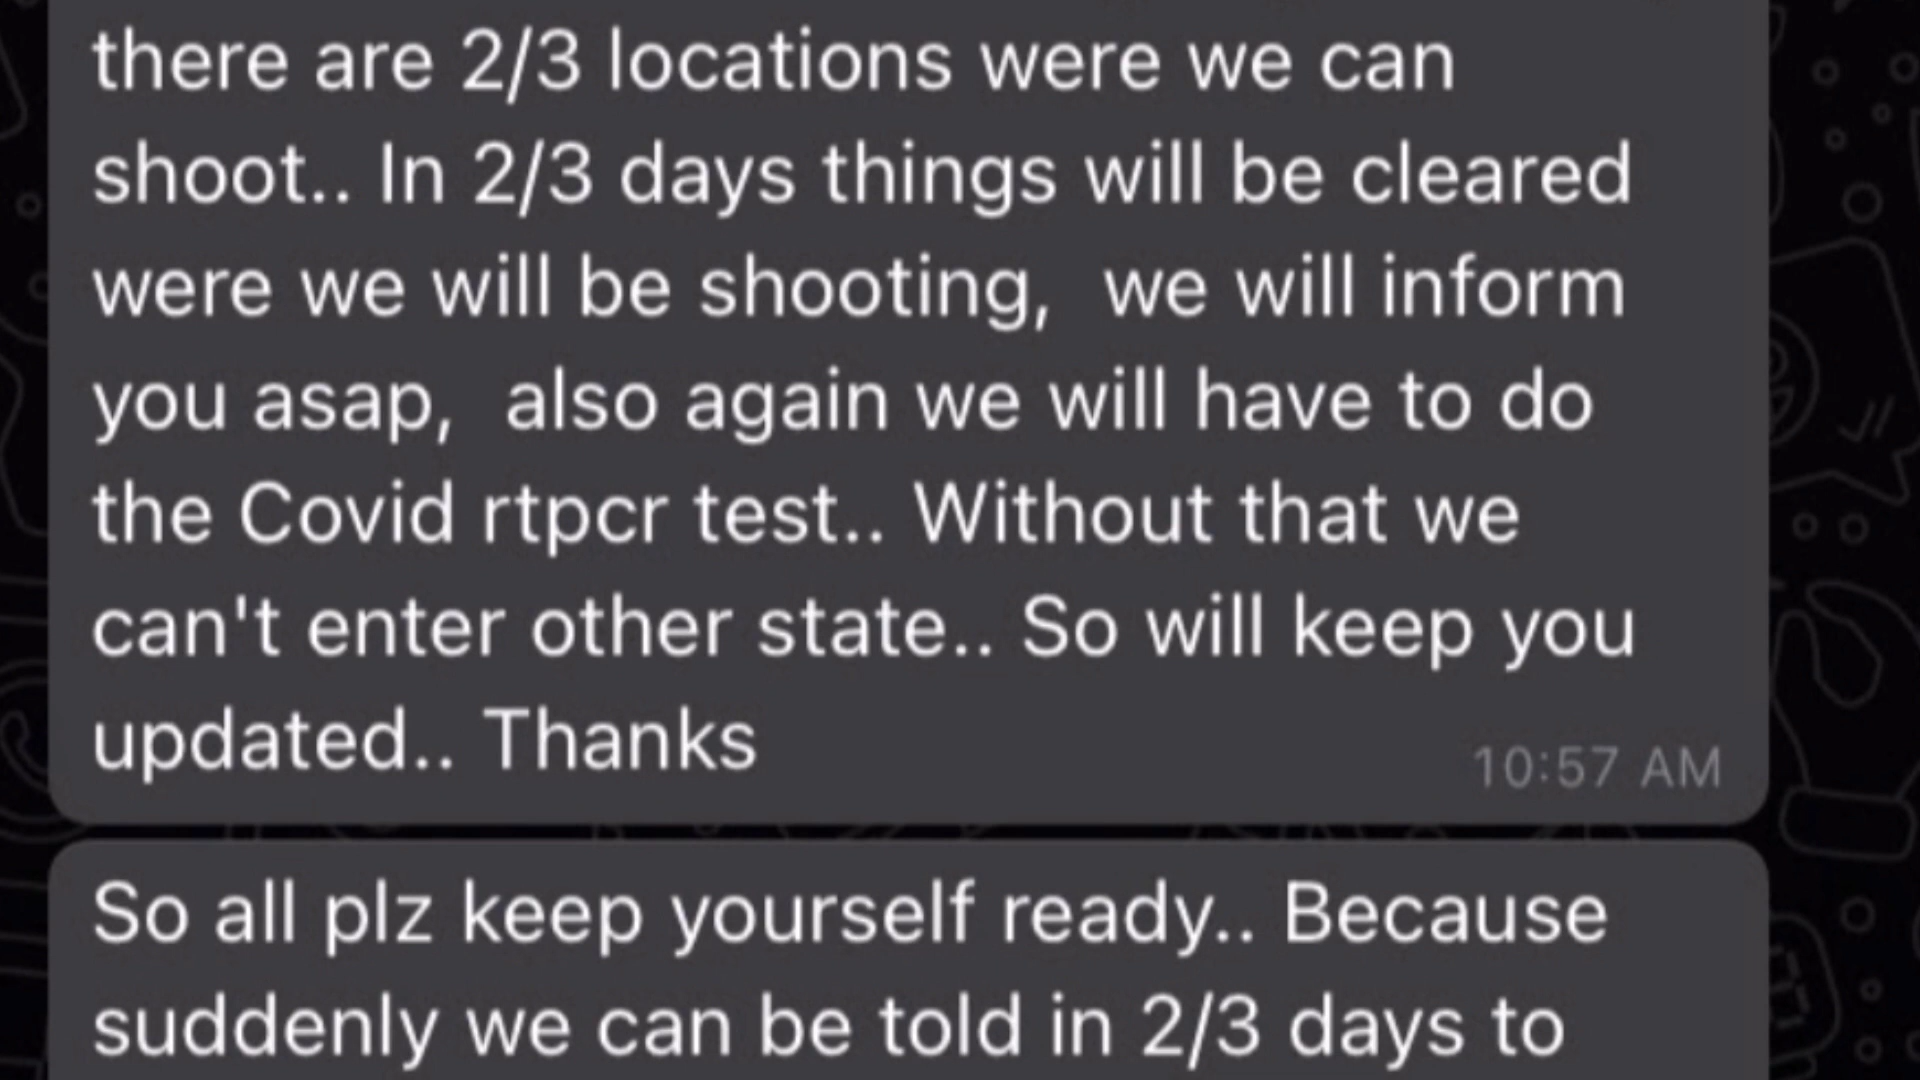 there are 2/3 locations were we can
shoot.. In 2/3 days things will be cleared
were we will be shooting,  we will inform
you asap,  also again we will have to do
the Covid rtpcr test.. Without that we
can't enter other state.. So will keep you
updated.. Thanks
10:57 AM
So all plz keep yourself ready.. Because
suddenly we can be told in 2/3 days to